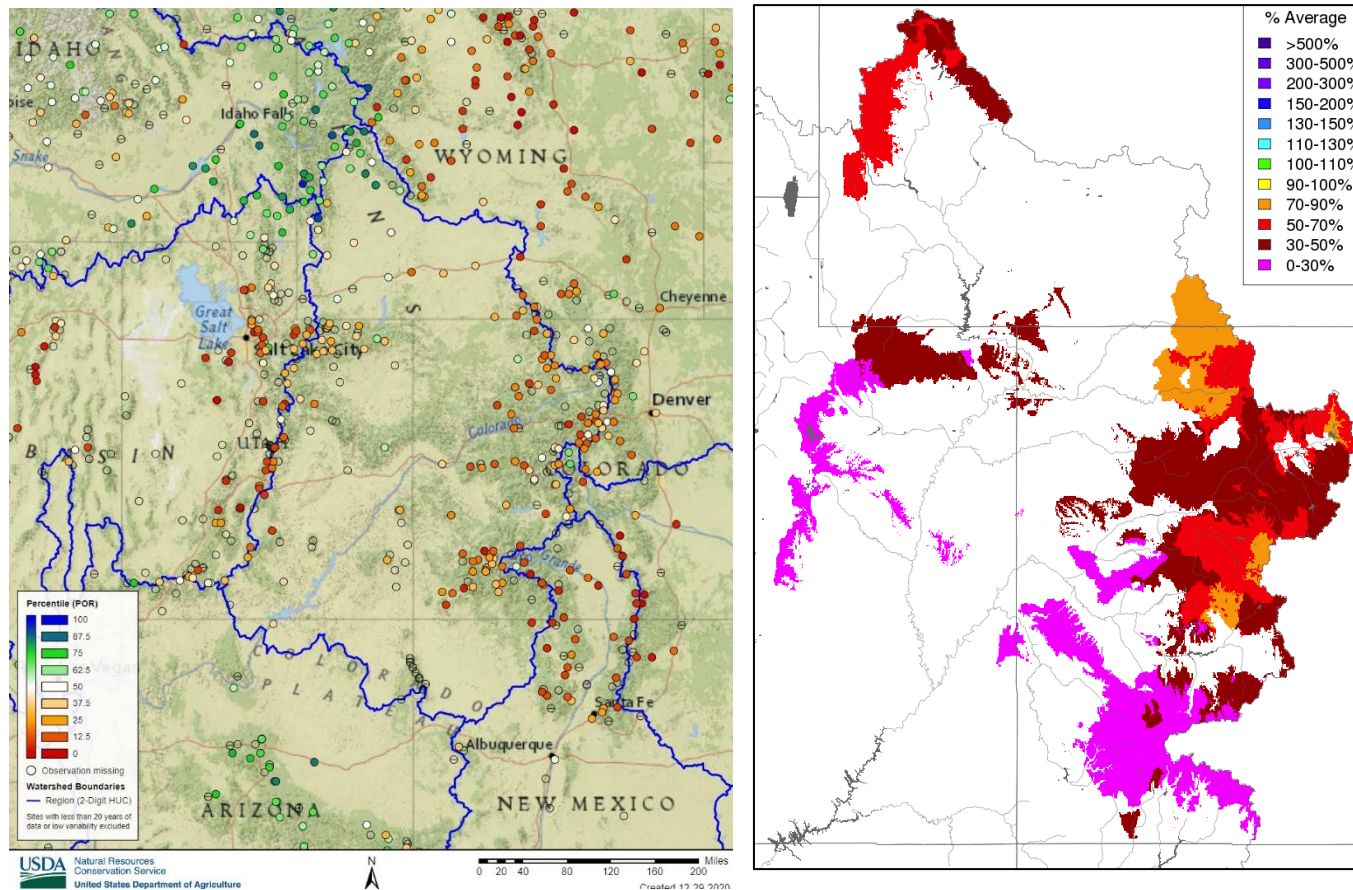 IDAHO
Idaho Falls
Snake
WYOMING
Great
Salt
Lake
Cheyenne
Denver
Colorado
UTAH
COLORADO
BASIN
Rio Grande
COLORADO
PLATEAU
Santa Fe
Albuquerque
ARIZONA
NEW MEXICO
Percentile (POR)
100
87.5
75
62.5
50
37.5
25
12.5
0
Observation missing
Watershed Boundaries
Region (2-Digit HUC)
Sites with less than 20 years of
data or low variability excluded
USDA
Natural Resources
Conservation Service
United States Department of Agriculture
N
Miles
0 20 40 80 120 160 200
Created 12-29-2020
% Average
>500%
300-500%
200-300%
150-200%
130-150%
110-130%
100-110%
90-100%
70-90%
50-70%
30-50%
0-30%